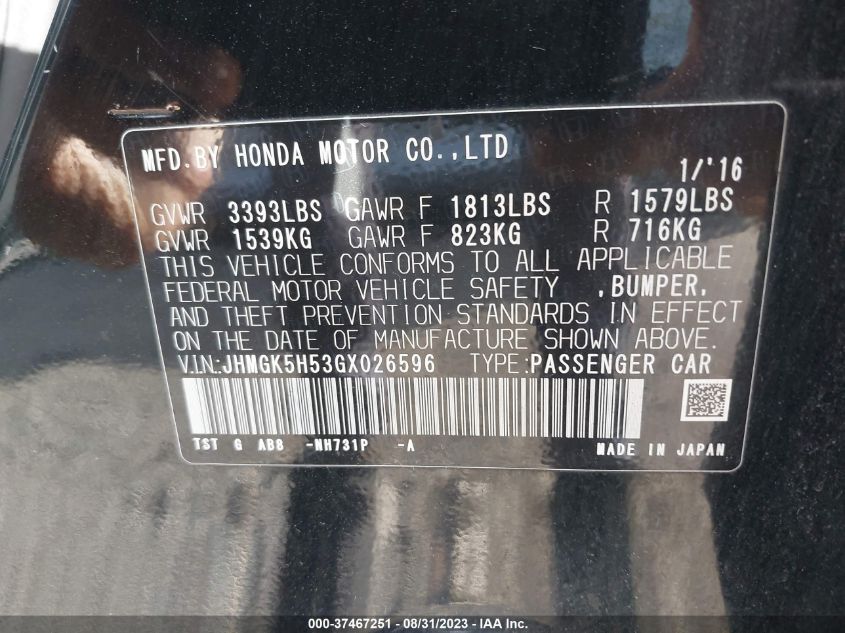 MFD.BY HONDA MOTOR CO.,LTD
1/'16
GVWR 3393LBS GAWR F 1813LBS R 1579LBS
GVWR 1539KG GAWR F 823KG R 716KG
THIS VEHICLE CONFORMS TO ALL APPLICABLE
FEDERAL MOTOR VEHICLE SAFETY ,BUMPER,
AND THEFT PREVENTION STANDARDS IN EFFECT
ON THE DATE OF MANUFACTURE SHOWN ABOVE.
V.I.N:JHMGK5H53GX026596 TYPE:PASSENGER CAR
TST G AB8 -NH731P -A MADE IN JAPAN
000-37467251 - 08/31/2023 - IAA Inc.